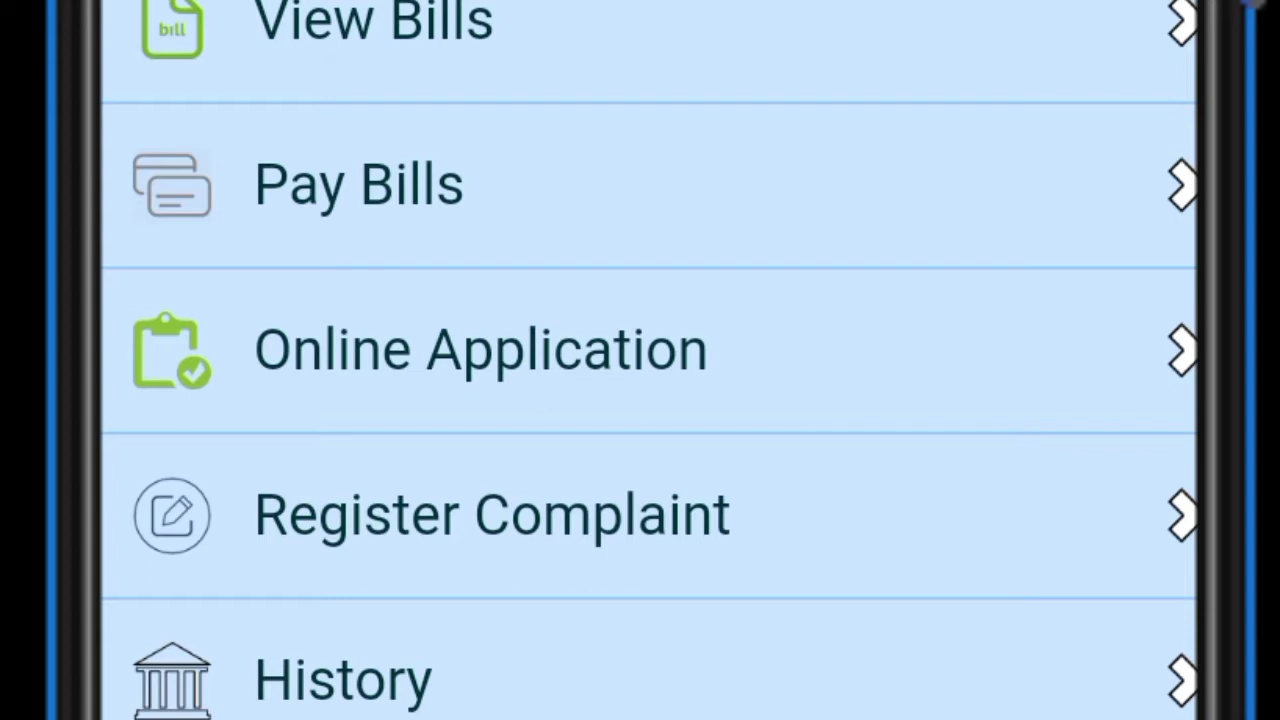 bill
View Bills
Pay Bills
Online Application
Register Complaint
History